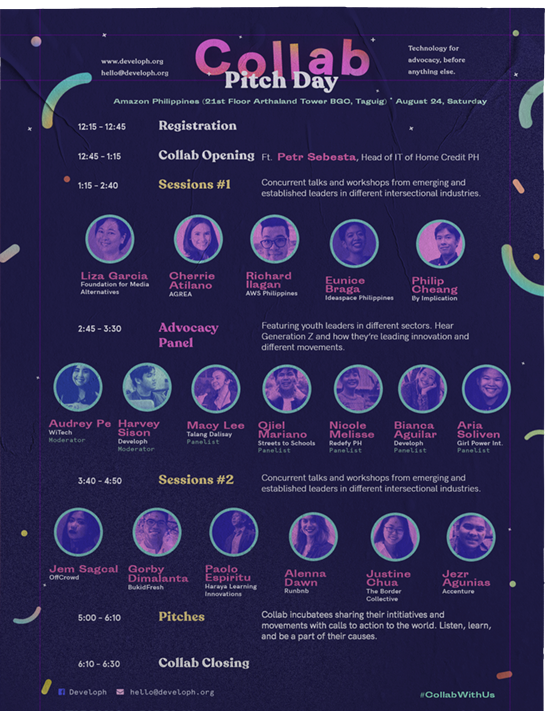 Collab
Pitch Day
www.developh.org
hello@developh.org
Technology for
advocacy, before
anything else.
Amazon Philippines (21st Floor Arthaland Tower BGC, Taguig) * August 24, Saturday
12:15 - 12:45 Registration
12:45 - 1:15 Collab Opening Ft. Petr Sebesta, Head of IT of Home Credit PH
1:15 - 2:40 Sessions #1 Concurrent talks and workshops from emerging and
established leaders in different intersectional industries.
Liza Garcia
Foundation for Media
Alternatives
Cherrie
Atilano
AGREA
Richard
Ilagan
AWS Philippines
Eunice
Braga
Ideaspace Philippines
Philip
Cheang
By Implication
2:45 - 3:30 Advocacy
Panel
Featuring youth leaders in different sectors. Hear
Generation Z and how they're leading innovation and
different movements.
Audrey Pe
WiTech
Moderator
Harvey
Sison
Developh
Moderator
Macy Lee
Talang Dalisay
Panelist
Qjiel
Mariano
Streets to Schools
Panelist
Nicole
Melisse
Redefy PH
Panelist
Bianca
Aguilar
Developh
Panelist
Aria
Soliven
Girl Power Int.
Panelist
3:40 - 4:50 Sessions #2 Concurrent talks and workshops from emerging and
established leaders in different intersectional industries.
Jem Sagcal
OffCrowd
Gorby
Dimalanta
BukidFresh
Paolo
Espiritu
Haraya Learning
Innovations
Alenna
Dawn
Runbnb
Justine
Chua
The Border
Collective
Jezr
Agunias
Accenture
5:00 - 6:10 Pitches Collab incubatees sharing their intitiatives and
movements with calls to action to the world. Listen, learn,
and be a part of their causes.
6:10 - 6:30 Collab Closing
Developh hello@developh.org
#CollabWithUs